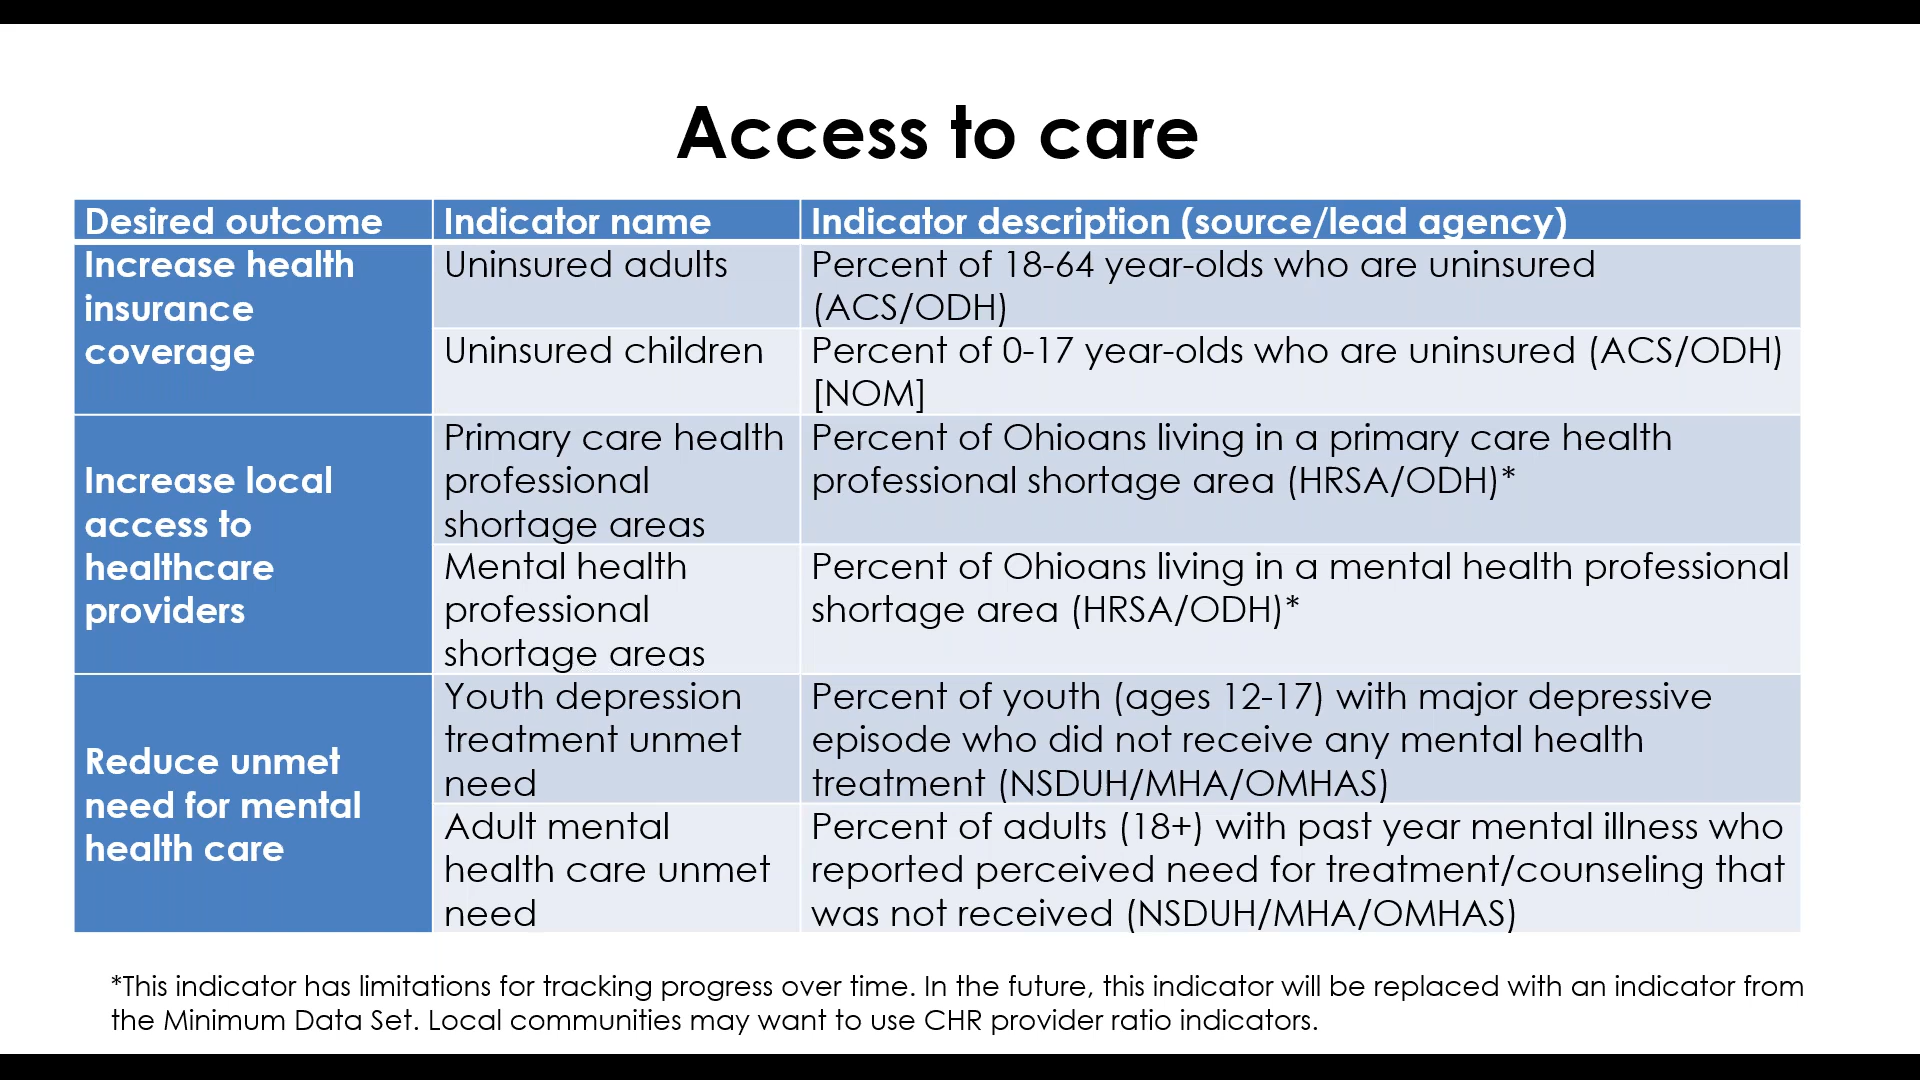 Access to care
Desired outcome
Indicator name
Indicator description (source/lead agency)
Increase health
insurance
coverage
Uninsured adults
Percent of 18-64 year-olds who are uninsured
(ACS/ODH)
Uninsured children
Percent of 0-17 year-olds who are uninsured (ACS/ODH)
[NOM]
Increase local
access to
healthcare
providers
Primary care health
professional
shortage areas
Percent of Ohioans living in a primary care health
professional shortage area (HRSA/ODH)*
Mental health
professional
shortage areas
Percent of Ohioans living in a mental health professional
shortage area (HRSA/ODH)*
Reduce unmet
need for mental
health care
Youth depression
treatment unmet
need
Percent of youth (ages 12-17) with major depressive
episode who did not receive any mental health
treatment (NSDUH/MHA/OMHAS)
Adult mental
health care unmet
need
Percent of adults (18+) with past year mental illness who
reported perceived need for treatment/counseling that
was not received (NSDUH/MHA/OMHAS)
*This indicator has limitations for tracking progress over time. In the future, this indicator will be replaced with an indicator from
the Minimum Data Set. Local communities may want to use CHR provider ratio indicators.